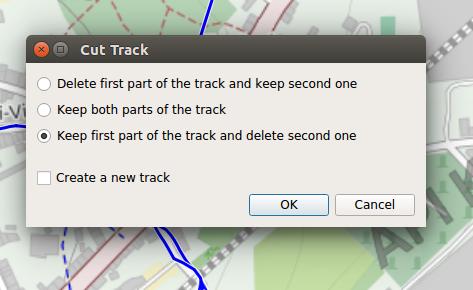 Cut Track
Delete first part of the track and keep second one
Keep both parts of the track
Keep first part of the track and delete second one
Create a new track
OK
Cancel
AM K